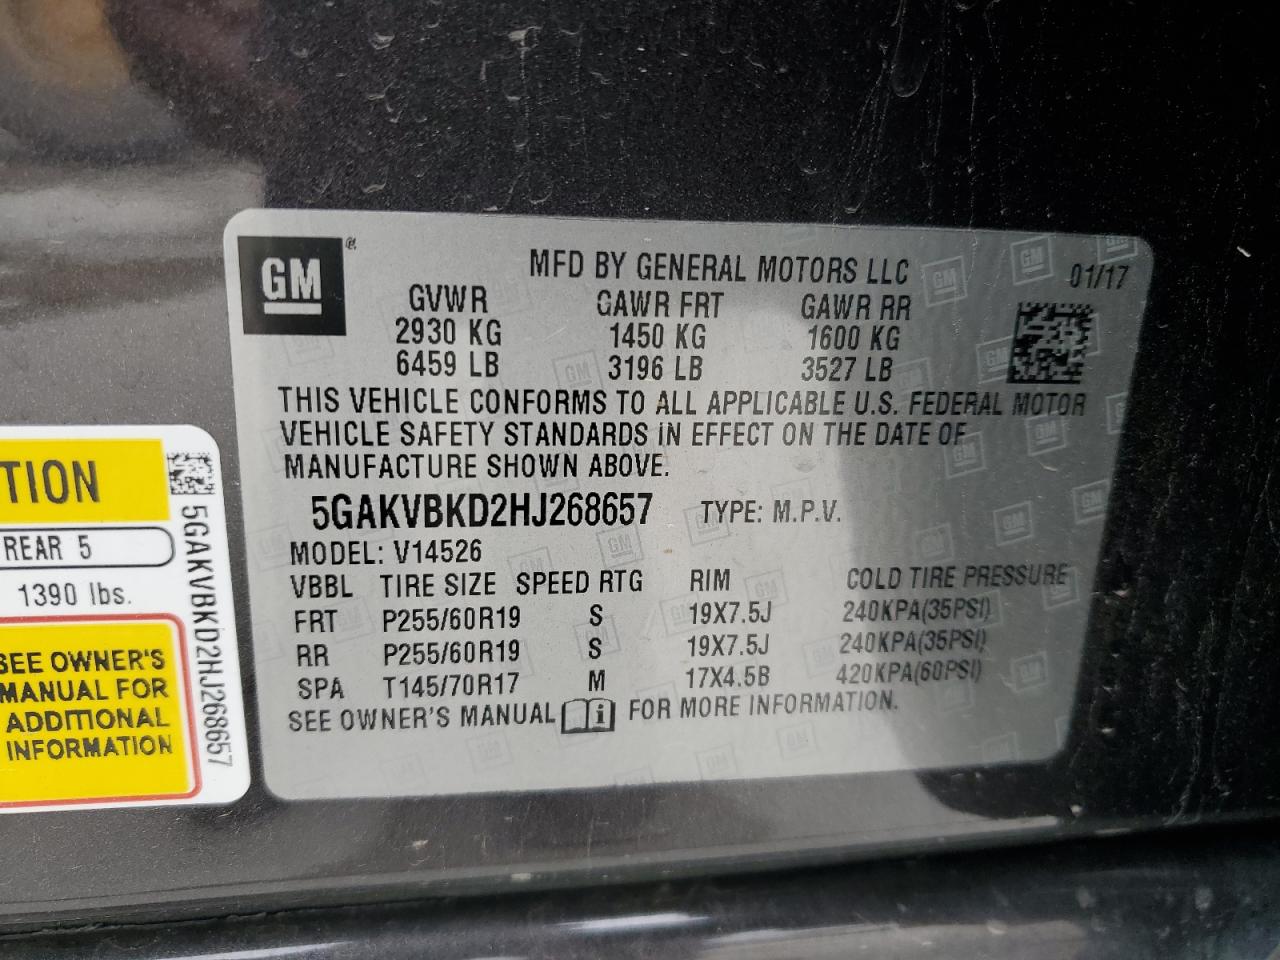 GM
MFD BY GENERAL MOTORS LLC
01/17
GVWR GAWR FRT GAWR RR
2930 KG 1450 KG 1600 KG
6459 LB 3196 LB 3527 LB
THIS VEHICLE CONFORMS TO ALL APPLICABLE U.S. FEDERAL MOTOR
VEHICLE SAFETY STANDARDS IN EFFECT ON THE DATE OF
MANUFACTURE SHOWN ABOVE.
5GAKVBKD2HJ268657 TYPE: M.P.V.
MODEL: V14526
VBBL TIRE SIZE SPEED RTG RIM COLD TIRE PRESSURE
FRT P255/60R19 S 19X7.5J 240KPA(35PSI)
RR P255/60R19 S 19X7.5J 240KPA(35PSI)
SPA T145/70R17 M 17X4.5B 420KPA(60PSI)
SEE OWNER'S MANUAL i FOR MORE INFORMATION.
TION
REAR 5
1390 lbs.
SEE OWNER'S
MANUAL FOR
ADDITIONAL
INFORMATION
5GAKVBKD2HJ268657